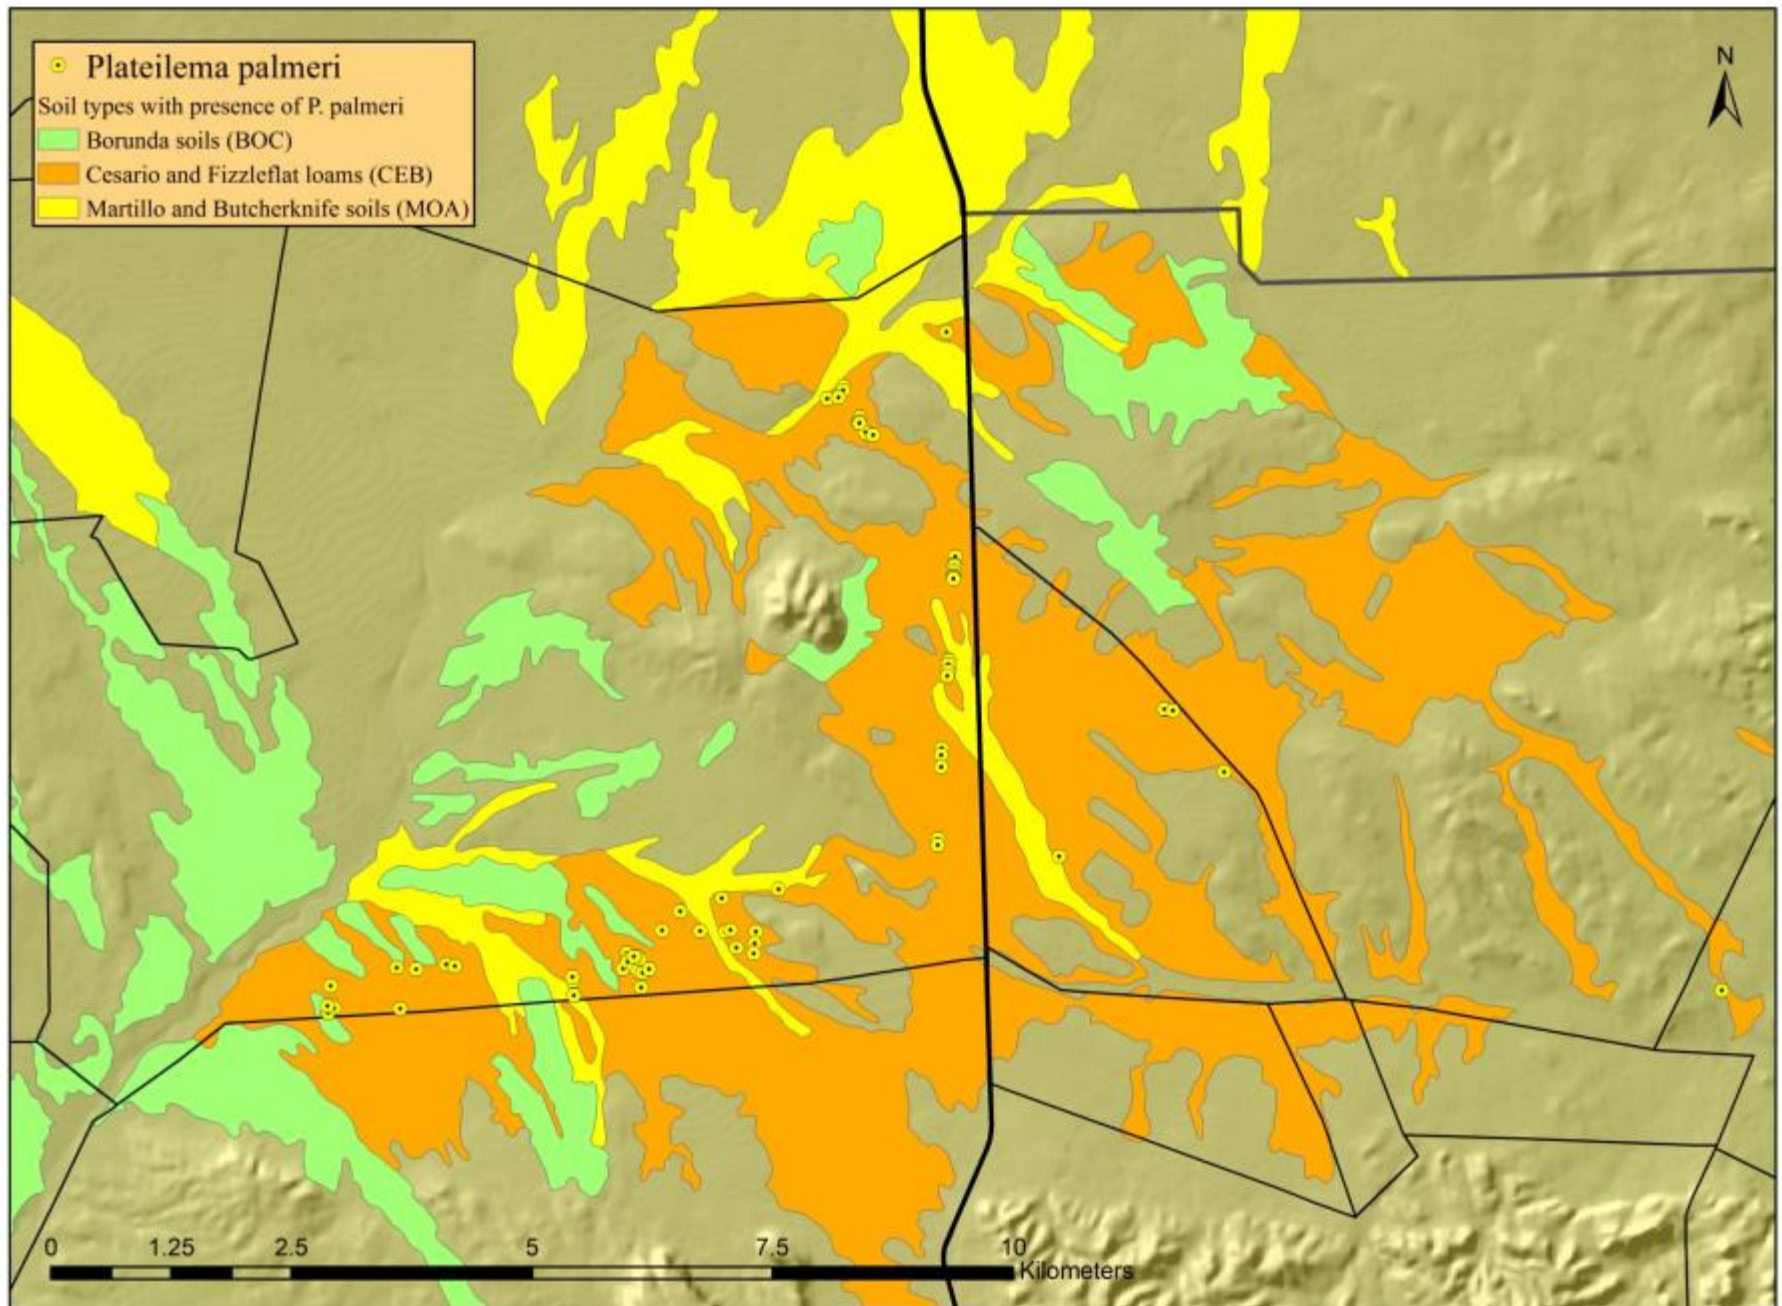 Plateilema palmeri
Soil types with presence of P. palmeri
Borunda soils (BOC)
Cesario and Fizzleflat loams (CEB)
Martillo and Butcherknife soils (MOA)
N
0 1.25 2.5 5 7.5 10
Kilometers